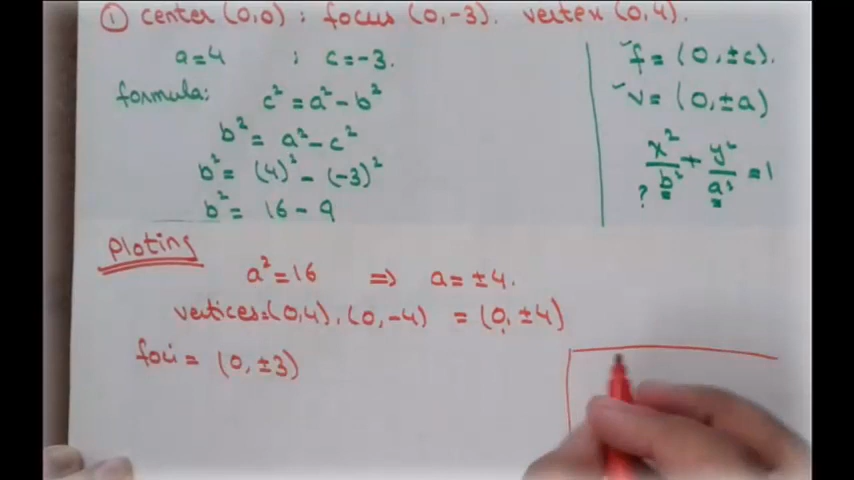 ① center (0,0) ; focus (0,-3). vertex (0,4).
a=4 ; c=-3.
formula: c² = a² - b²
b² = a² - c²
b² = (4)² - (-3)²
b² = 16 - 9
f = (0, ±c).
v = (0, ±a)
x²/b² + y²/a² = 1
?
Ploting
a² = 16 ⇒ a = ±4.
vertices = (0,4), (0,-4) = (0, ±4)
foci = (0, ±3)